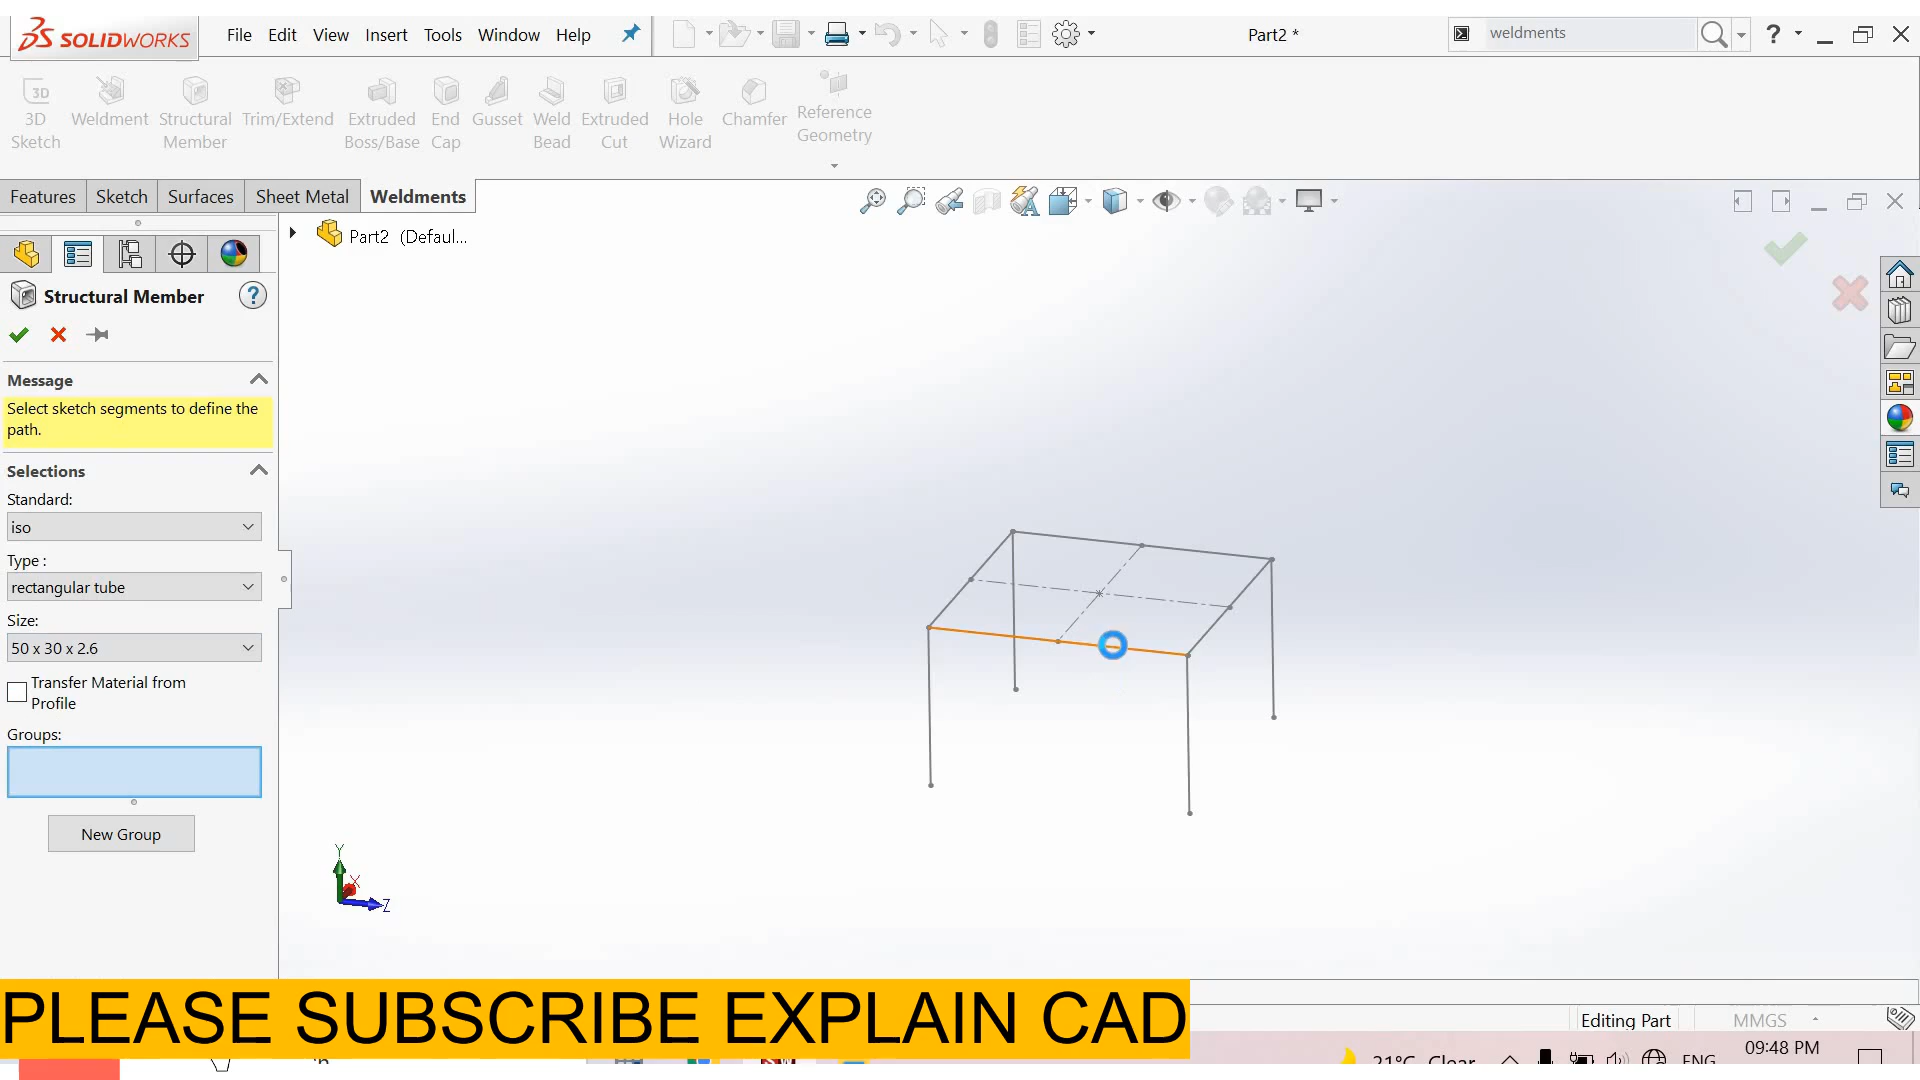 SOLIDWORKS File Edit View Insert Tools Window Help Part2 * weldments ?
3D Sketch
Weldment
Structural Member
Trim/Extend
Extruded Boss/Base
End Cap
Gusset
Weld Bead
Extruded Cut
Hole Wizard
Chamfer
Reference Geometry
Features Sketch Surfaces Sheet Metal Weldments
Part2 (Defaul...
Structural Member ?
Message
Select sketch segments to define the
path.
Selections
Standard:
iso
Type :
rectangular tube
Size:
50 x 30 x 2.6
Transfer Material from
Profile
Groups:
New Group
Y
X
Z
PLEASE SUBSCRIBE EXPLAIN CAD
Editing Part MMGS
21°C Clear ENG 09:48 PM